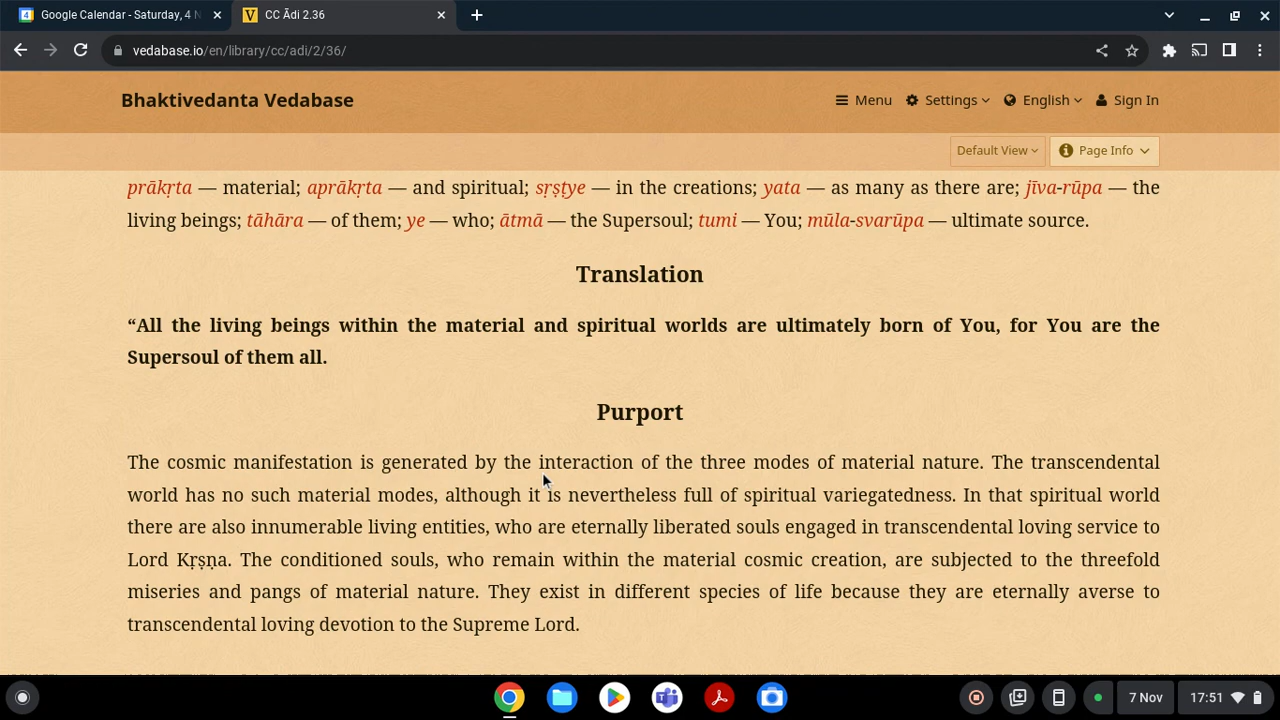 Google Calendar - Saturday, 4 N
CC Ādi 2.36
vedabase.io/en/library/cc/adi/2/36/
Bhaktivedanta Vedabase
Menu Settings English Sign In
Default View Page Info
prākṛta — material; aprākṛta — and spiritual; sṛṣṭye — in the creations; yata — as many as there are; jīva-rūpa — the
living beings; tāhāra — of them; ye — who; ātmā — the Supersoul; tumi — You; mūla-svarūpa — ultimate source.
Translation
“All the living beings within the material and spiritual worlds are ultimately born of You, for You are the
Supersoul of them all.
Purport
The cosmic manifestation is generated by the interaction of the three modes of material nature. The transcendental
world has no such material modes, although it is nevertheless full of spiritual variegatedness. In that spiritual world
there are also innumerable living entities, who are eternally liberated souls engaged in transcendental loving service to
Lord Kṛṣṇa. The conditioned souls, who remain within the material cosmic creation, are subjected to the threefold
miseries and pangs of material nature. They exist in different species of life because they are eternally averse to
transcendental loving devotion to the Supreme Lord.
7 Nov 17:51